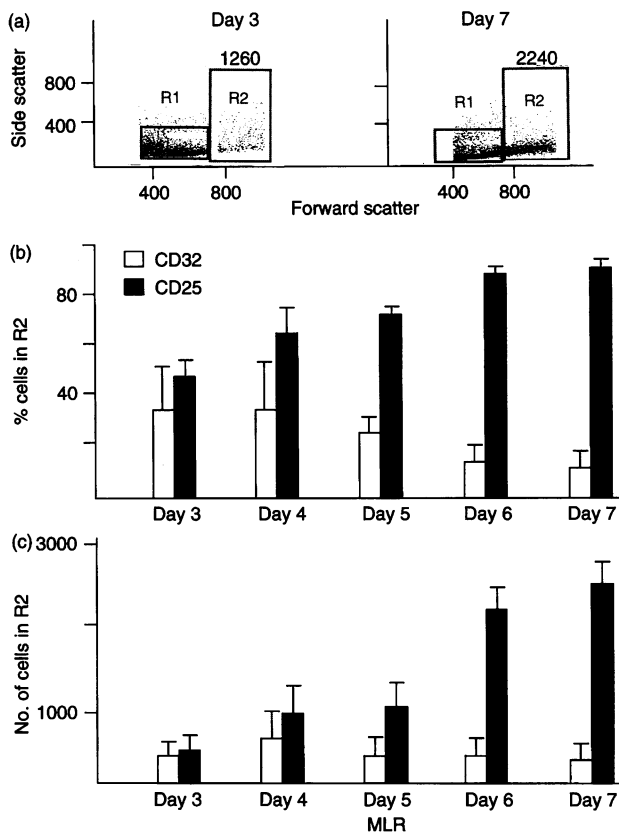 (a)
Day 3
Day 7
Side scatter
800
400
1260
R1
R2
2240
R1
R2
400
800
400
800
Forward scatter
(b)
CD32
CD25
% cells in R2
80
40
Day 3 Day 4 Day 5 Day 6 Day 7
(c)
No. of cells in R2
3000
1000
Day 3 Day 4 Day 5 Day 6 Day 7
MLR